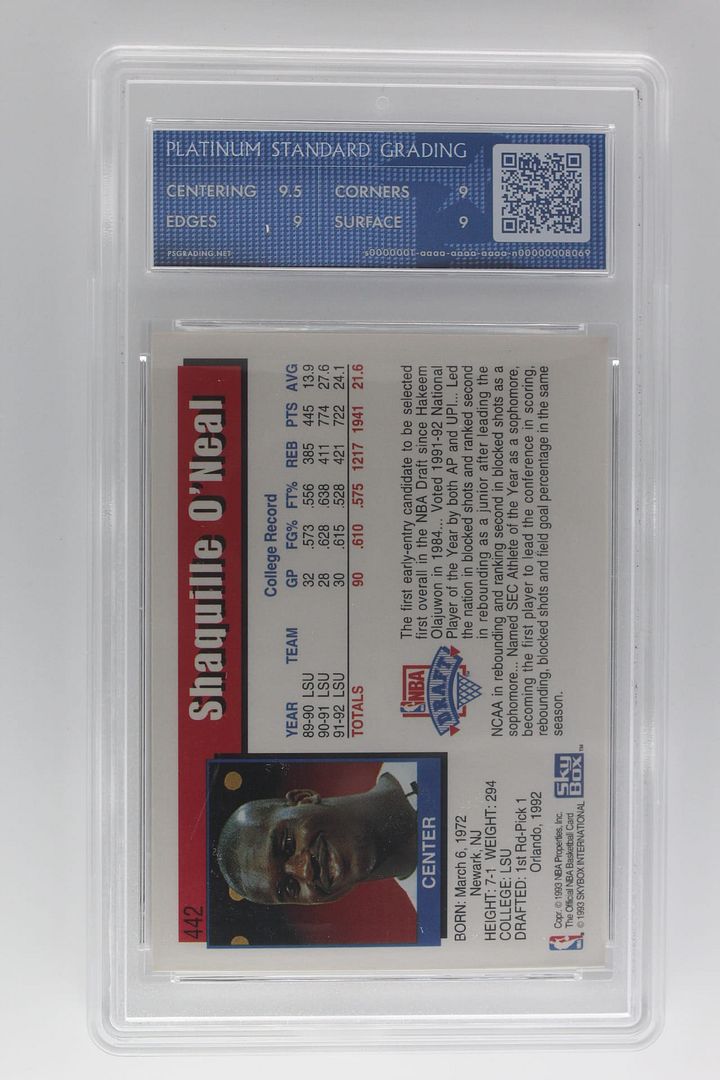 PLATINUM STANDARD GRADING
CENTERING 9.5 CORNERS 9
EDGES 9 SURFACE 9
PSGRADING.NET s0000001-aaaa-aaaa-aaaa-n00000008069
442
Shaquille O'Neal
CENTER
BORN: March 6, 1972
Newark, NJ
HEIGHT: 7-1 WEIGHT: 294
COLLEGE: LSU
DRAFTED: 1st Rd-Pick 1
Orlando, 1992
College Record
YEAR TEAM GP FG% FT% REB PTS AVG
89-90 LSU 32 .573 .556 385 445 13.9
90-91 LSU 28 .628 .638 411 774 27.6
91-92 LSU 30 .615 .528 421 722 24.1
TOTALS 90 .610 .575 1217 1941 21.6
NBA
DRAFT
The first early-entry candidate to be selected
first overall in the NBA Draft since Hakeem
Olajuwon in 1984... Voted 1991-92 National
Player of the Year by both AP and UPI... Led
the nation in blocked shots and ranked second
in rebounding as a junior after leading the
NCAA in rebounding and ranking second in blocked shots as a
sophomore... Named SEC Athlete of the Year as a sophomore,
becoming the first player to lead the conference in scoring,
rebounding, blocked shots and field goal percentage in the same
season.
Copr. © 1993 NBA Properties, Inc.
The Official NBA Basketball Card
© 1993 SKYBOX INTERNATIONAL
SkyBox™